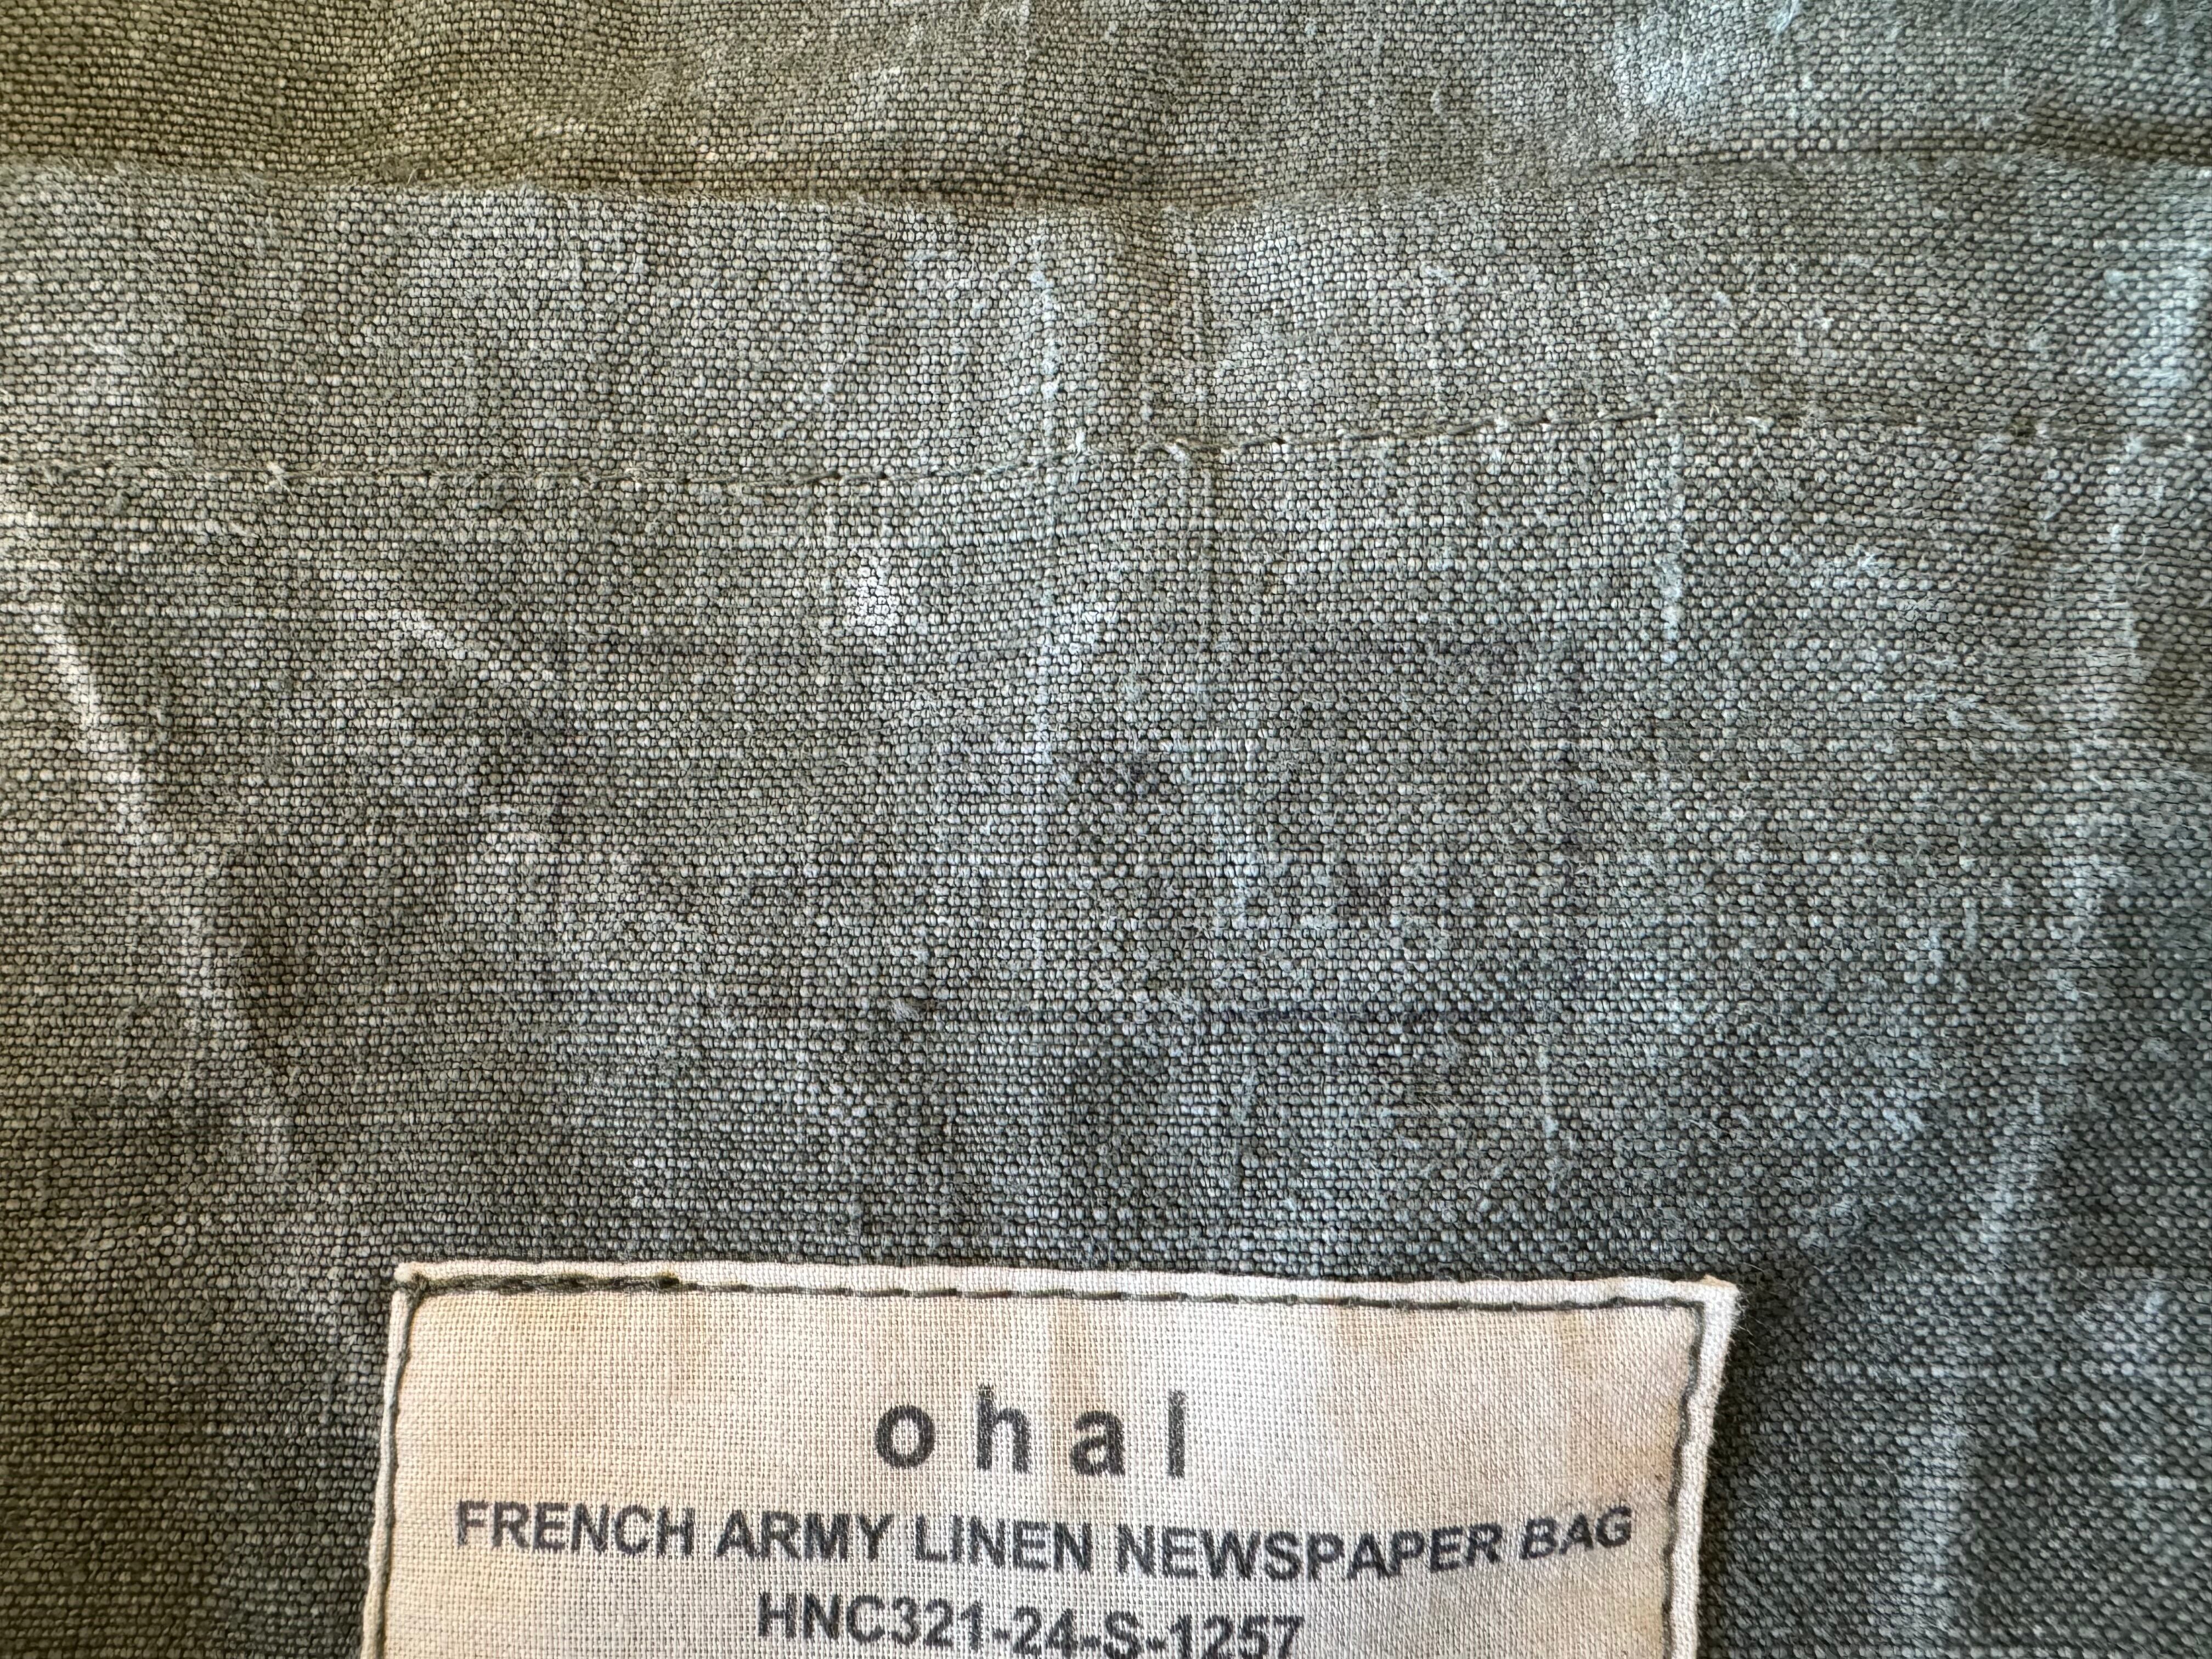 ohal
FRENCH ARMY LINEN NEWSPAPER BAG
HNC321-24-S-1257